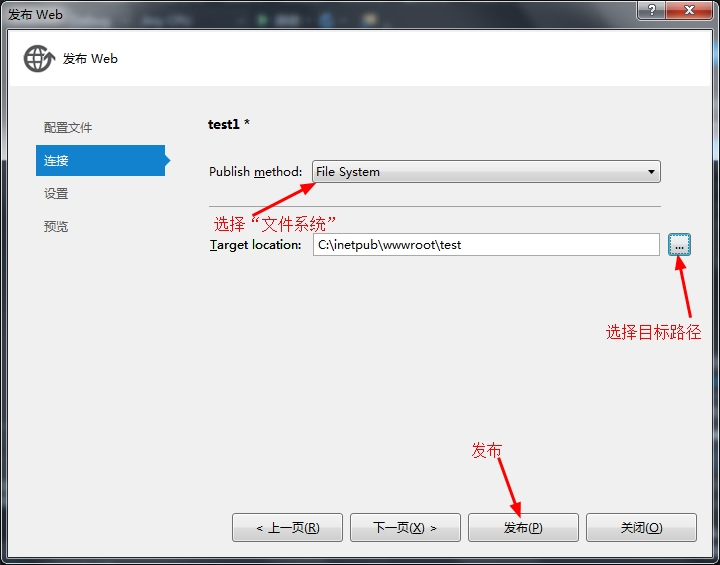 发布 Web
发布 Web
配置文件
连接
设置
预览
test1 *
Publish method: File System
选择“文件系统”
Target location: C:\inetpub\wwwroot\test ...
选择目标路径
发布
< 上一页(R) 下一页(X) > 发布(P) 关闭(O)